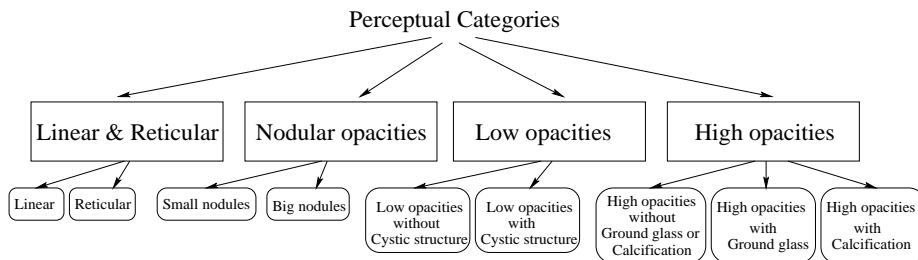 Perceptual Categories
Linear & Reticular
Nodular opacities
Low opacities
High opacities
Linear
Reticular
Small nodules
Big nodules
Low opacities
without
Cystic structure
Low opacities
with
Cystic structure
High opacities
without
Ground glass or
Calcification
High opacities
with
Ground glass
High opacities
with
Calcification